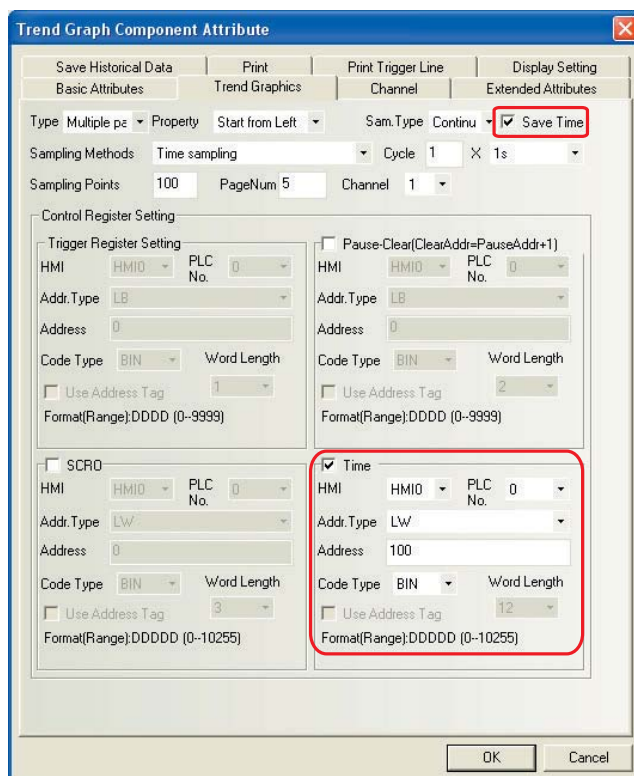 Trend Graph Component Attribute
Save Historical Data Print Print Trigger Line Display Setting
Basic Attributes Trend Graphics Channel Extended Attributes
Type Multiple pa Property Start from Left Sam.Type Continu Save Time
Sampling Methods Time sampling Cycle 1 X 1s
Sampling Points 100 PageNum 5 Channel 1
Control Register Setting
Trigger Register Setting
HMI HMI0 PLC No. 0
Addr.Type LB
Address 0
Code Type BIN Word Length
Use Address Tag 1
Format(Range):DDDD (0--9999)
Pause-Clear(ClearAddr=PauseAddr+1)
HMI HMI0 PLC No. 0
Addr.Type LB
Address 0
Code Type BIN Word Length
Use Address Tag 2
Format(Range):DDDD (0--9999)
SCRO
HMI HMI0 PLC No. 0
Addr.Type LW
Address 0
Code Type BIN Word Length
Use Address Tag 3
Format(Range):DDDDD (0--10255)
Time
HMI HMI0 PLC No. 0
Addr.Type LW
Address 100
Code Type BIN Word Length
Use Address Tag 12
Format(Range):DDDDD (0--10255)
OK Cancel